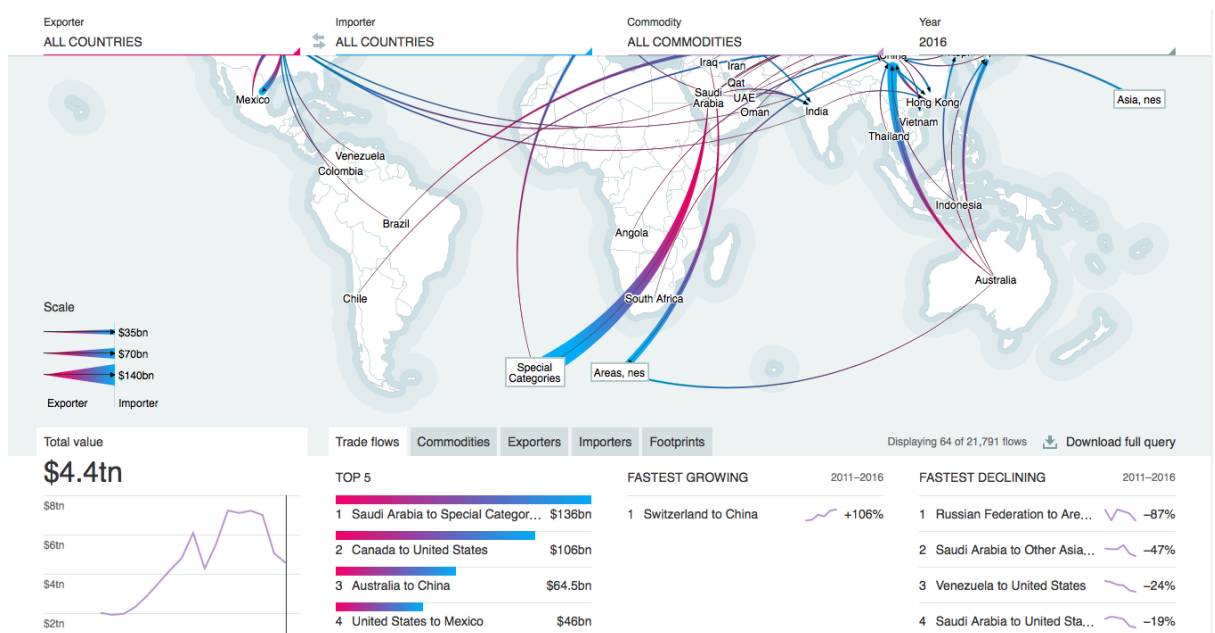 Exporter
ALL COUNTRIES
Importer
ALL COUNTRIES
Commodity
ALL COMMODITIES
Year
2016
Iraq
Iran
China
Mexico
Qat
Saudi
Arabia
UAE
Oman
India
Hong Kong
Asia, nes
Vietnam
Thailand
Venezuela
Colombia
Brazil
Indonesia
Angola
Australia
Chile
South Africa
Scale
$35bn
$70bn
$140bn
Exporter
Importer
Special
Categories
Areas, nes
Total value
$4.4tn
$8tn
$6tn
$4tn
$2tn
Trade flows
Commodities
Exporters
Importers
Footprints
Displaying 64 of 21,791 flows
Download full query
TOP 5
1 Saudi Arabia to Special Categor... $136bn
2 Canada to United States $106bn
3 Australia to China $64.5bn
4 United States to Mexico $46bn
FASTEST GROWING 2011–2016
1 Switzerland to China +106%
FASTEST DECLINING 2011–2016
1 Russian Federation to Are... −87%
2 Saudi Arabia to Other Asia... −47%
3 Venezuela to United States −24%
4 Saudi Arabia to United Sta... −19%